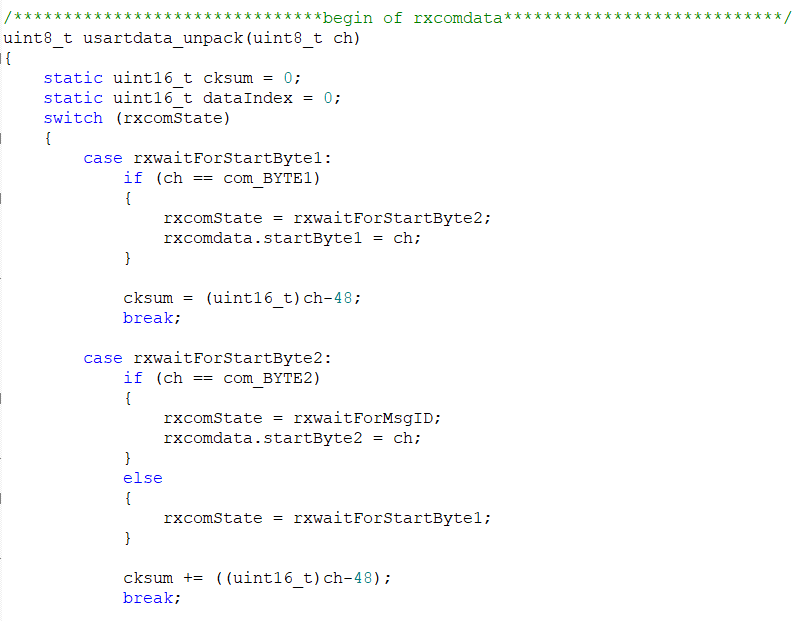 /*******************************begin of rxcomdata****************************/
uint8_t usartdata_unpack(uint8_t ch)
{
    static uint16_t cksum = 0;
    static uint16_t dataIndex = 0;
    switch (rxcomState)
    {
        case rxwaitForStartByte1:
            if (ch == com_BYTE1)
            {
                rxcomState = rxwaitForStartByte2;
                rxcomdata.startByte1 = ch;
            }

            cksum = (uint16_t)ch-48;
            break;

        case rxwaitForStartByte2:
            if (ch == com_BYTE2)
            {
                rxcomState = rxwaitForMsgID;
                rxcomdata.startByte2 = ch;
            }
            else
            {
                rxcomState = rxwaitForStartByte1;
            }

            cksum += ((uint16_t)ch-48);
            break;